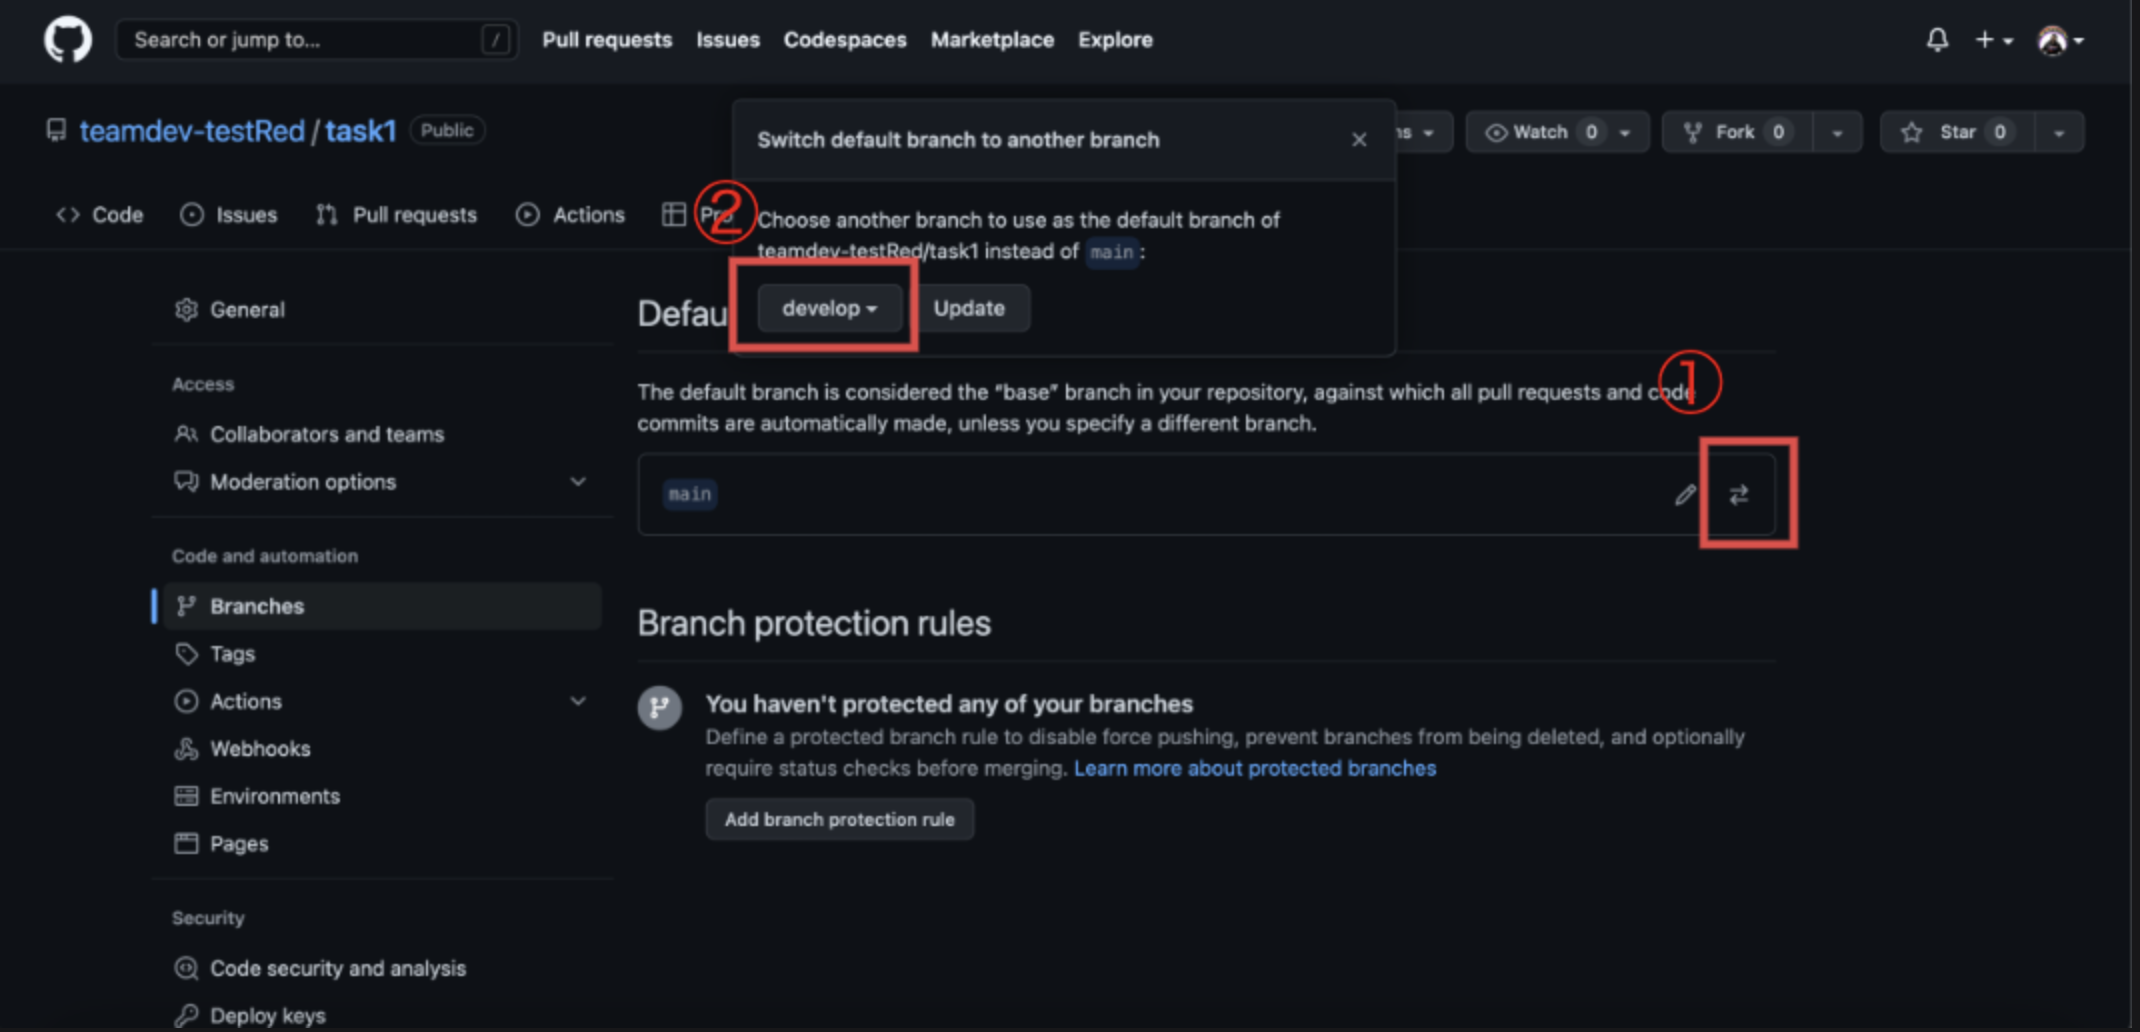 Search or jump to...
/
Pull requests
Issues
Codespaces
Marketplace
Explore
teamdev-testRed / task1
Public
Watch 0
Fork 0
Star 0
Code
Issues
Pull requests
Actions
②
Switch default branch to another branch
Choose another branch to use as the default branch of
teamdev-testRed/task1 instead of main :
develop
Update
General
Access
Collaborators and teams
Moderation options
Code and automation
Branches
Tags
Actions
Webhooks
Environments
Pages
Security
Code security and analysis
Deploy keys
Defau
The default branch is considered the “base” branch in your repository, against which all pull requests and code
commits are automatically made, unless you specify a different branch.
①
main
Branch protection rules
You haven't protected any of your branches
Define a protected branch rule to disable force pushing, prevent branches from being deleted, and optionally
require status checks before merging. Learn more about protected branches
Add branch protection rule